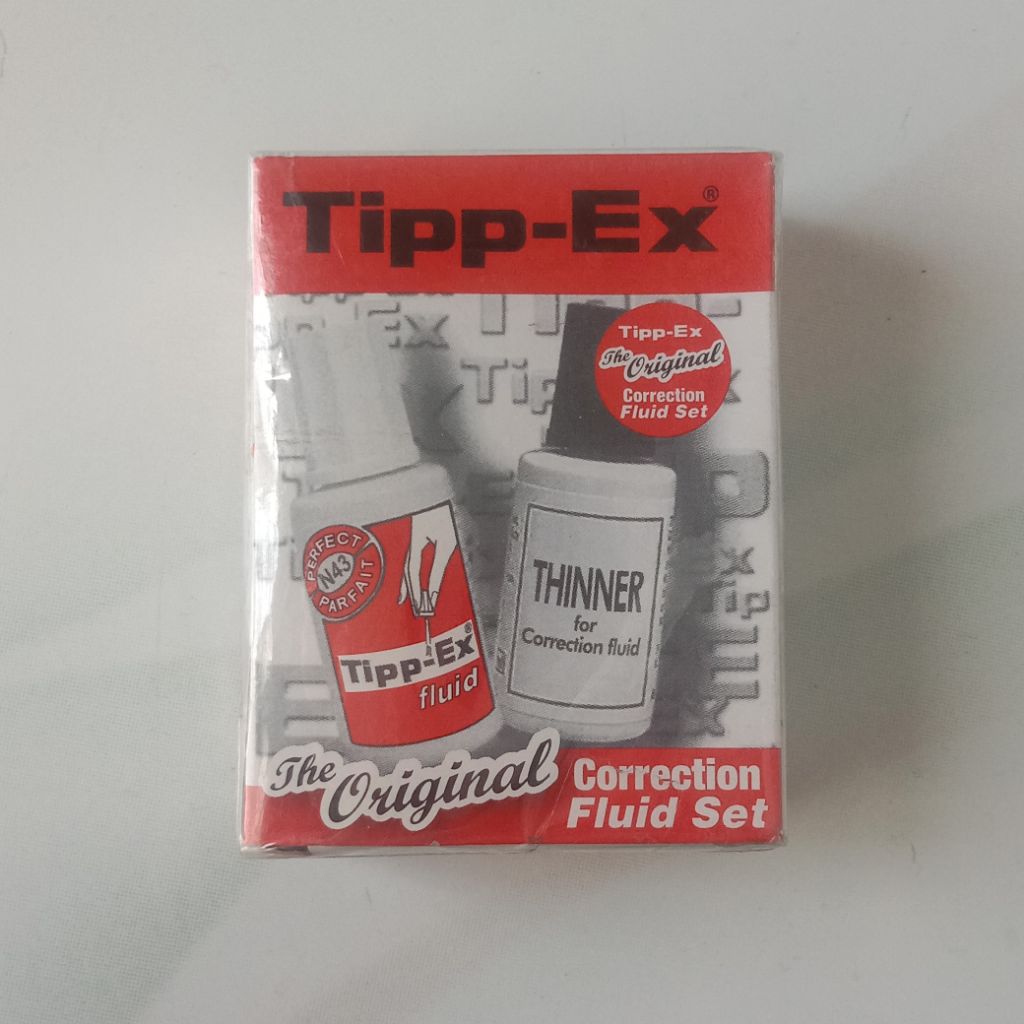 Tipp-Ex®
Tipp-Ex
The Original
Correction
Fluid Set
PERFECT
N43
PARFAIT
Tipp-Ex®
fluid
THINNER
for
Correction fluid
The Original
Correction
Fluid Set